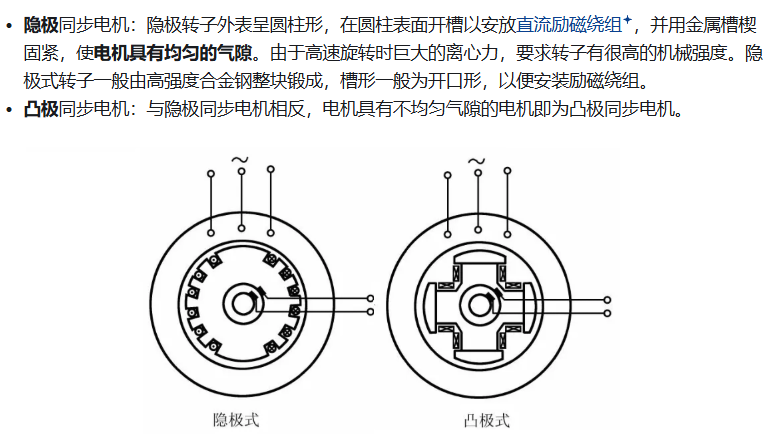 • 隐极同步电机：隐极转子外表呈圆柱形，在圆柱表面开槽以安放直流励磁绕组，并用金属槽楔
固紧，使电机具有均匀的气隙。由于高速旋转时巨大的离心力，要求转子有很高的机械强度。隐
极式转子一般由高强度合金钢整块锻成，槽形一般为开口形，以便安装励磁绕组。
• 凸极同步电机：与隐极同步电机相反，电机具有不均匀气隙的电机即为凸极同步电机。
~ ~
隐极式 凸极式